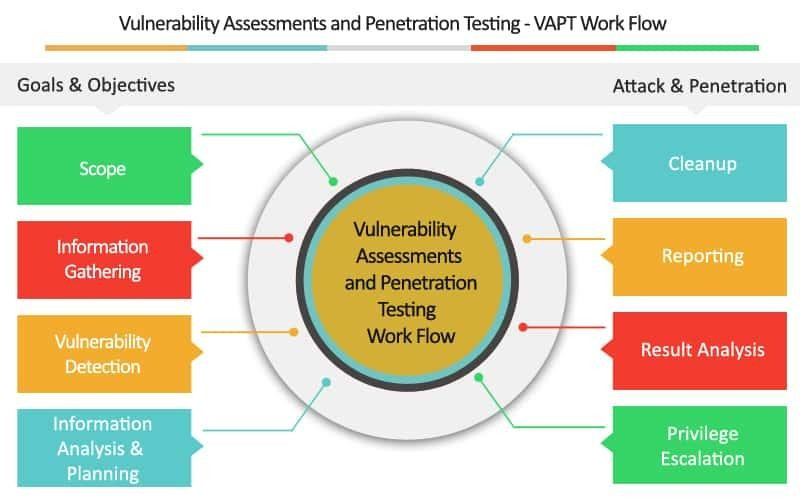 Vulnerability Assessments and Penetration Testing - VAPT Work Flow
Goals & Objectives
Attack & Penetration
Scope
Information
Gathering
Vulnerability
Detection
Information
Analysis &
Planning
Vulnerability
Assessments
and Penetration
Testing
Work Flow
Cleanup
Reporting
Result Analysis
Privilege
Escalation